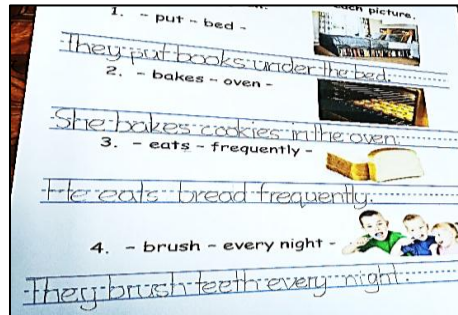 each picture.
1. - put - bed -
They put books under the bed.
2. - bakes - oven -
She bakes cookies in the oven.
3. - eats - frequently -
He eats bread frequently.
4. - brush - every night -
They brush teeth every night.